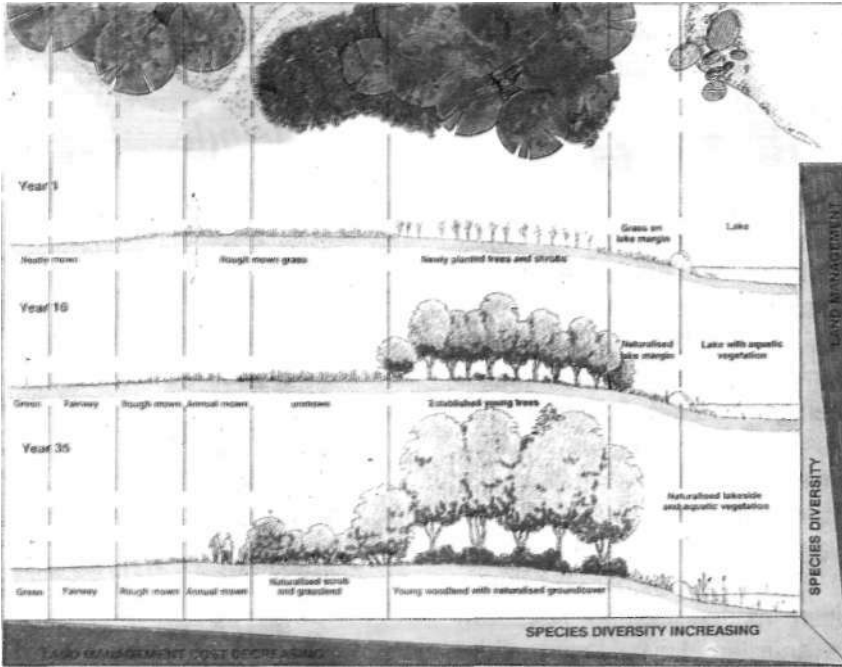 Year 1
Grass on
lake margin
Lake
Neatly mown
Rough mown grass
Newly planted trees and shrubs
Year 16
Naturalised
lake margin
Lake with aquatic
vegetation
Green
Fairway
Rough mown
Annual mown
unmown
Established young trees
Year 35
Naturalised lakeside
and aquatic vegetation
Green
Fairway
Rough mown
Annual mown
Naturalised scrub
and grassland
Young woodland with naturalised groundcover
SPECIES DIVERSITY INCREASING
LAND MANAGEMENT COST DECREASING
SPECIES DIVERSITY
LAND MANAGEMENT